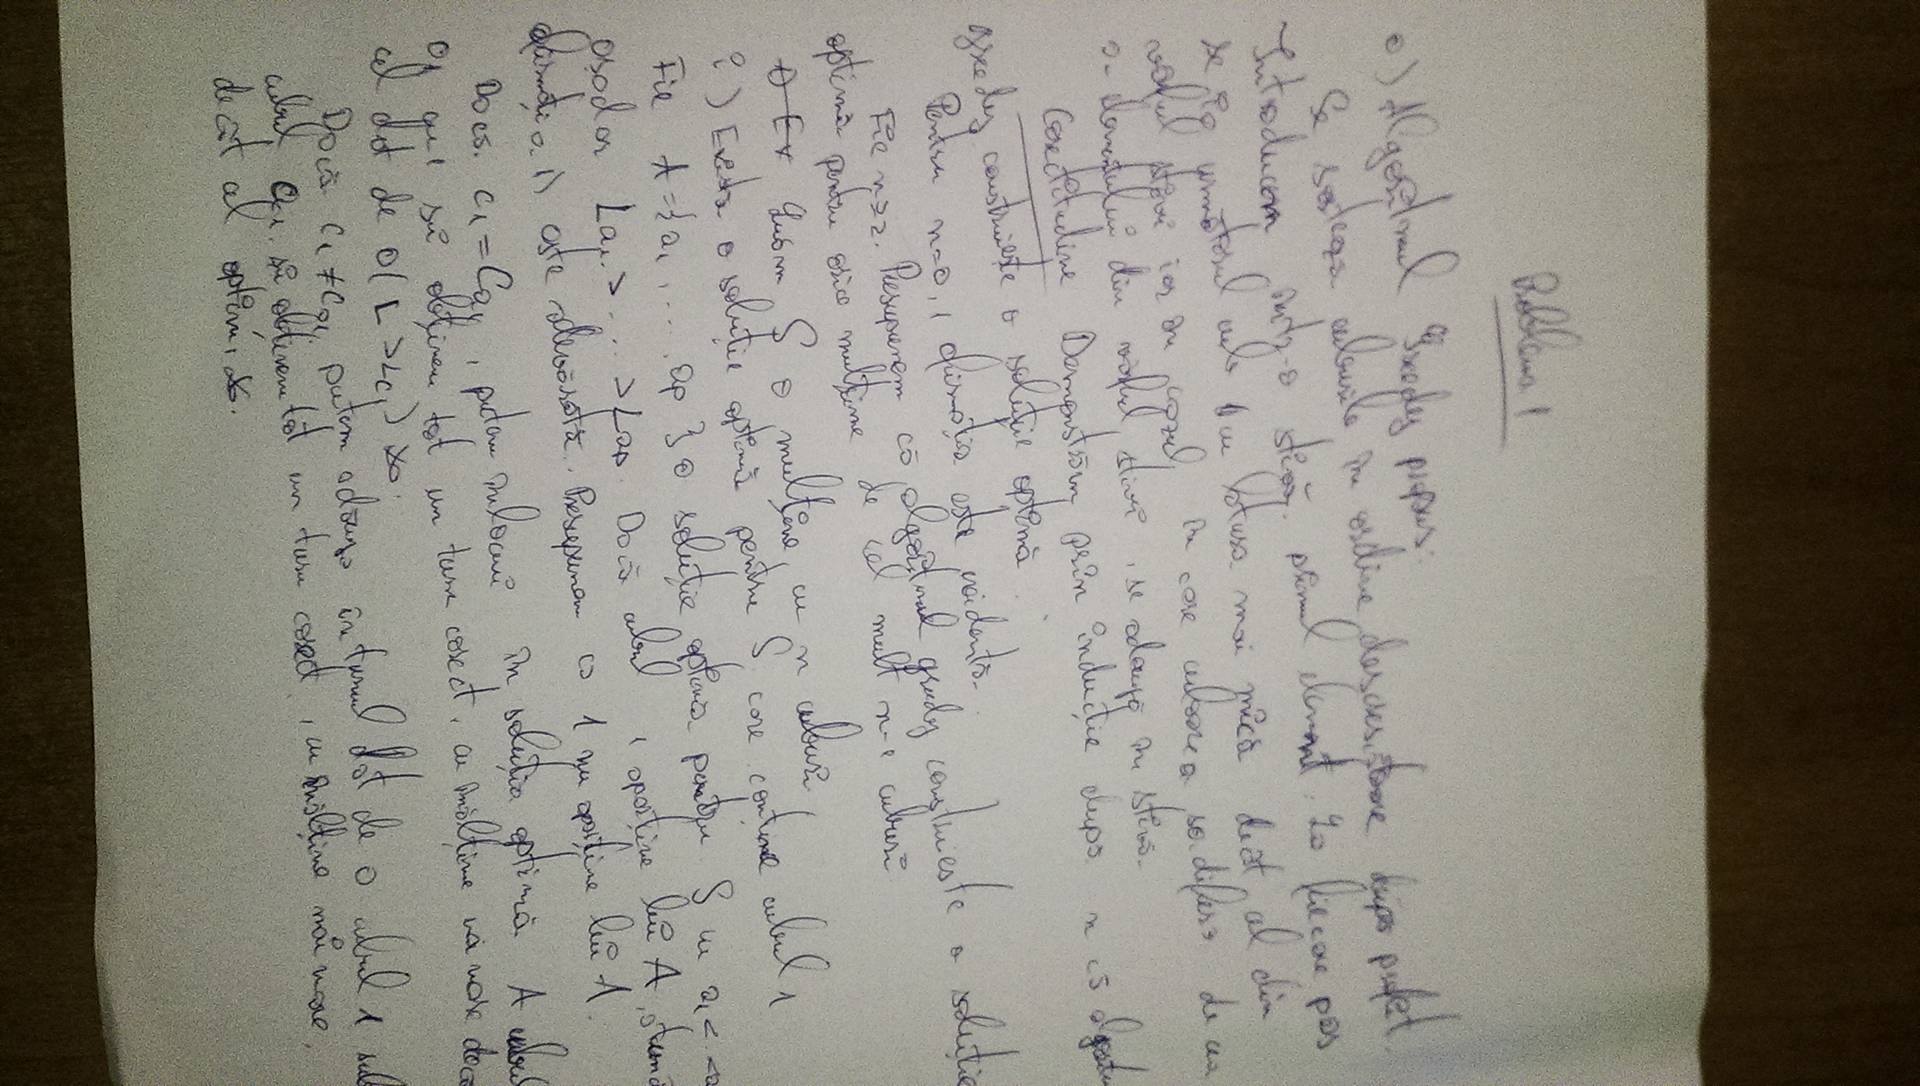 Problema 1
a) Algoritmul Greedy propus:
Se sortează cuburile în ordine descrescătoare după
Introducem într-o stivă primul element. La fiecare pas
se ia următorul cub cu latura mai mică decât al din
vârful stivei iar în cazul în care culoarea sa diferă de cea
a elementului din vârful stivei, se adaugă în stivă.
Corectitudine Demonstrăm prin inducție după n că
greedy construiește o soluție optimă
Pentru n=0,1 afirmația este evidentă.
Fie n≥2. Presupunem că algoritmul greedy construiește o soluție
optimă pentru orice mulțime de cel mult n-1 cuburi
Luăm S o mulțime cu n cuburi
i) Exista o soluție optimă pentru S care contine cubul 1
Fie A={a1, .... ap} o soluție optimă pentru S cu a1<
așadar La1>....>Lap. Dacă cubul 1 aparține lui A, atunci
afirmația i) este adevărată. Presupunem că 1 nu aparține lui A.
Dacă c1=Ca1, putem înlocui în soluția optimă A cubul
a1 cu 1 să obținem tot un turn corect, cu înălțime mai mare decât
cel dat de
Dacă c1≠Ca1 putem adăuga în turnul dat de o cubul 1 sub
cubul a1 să obținem tot un turn corect, cu înălțime mai mare
decât al optim,